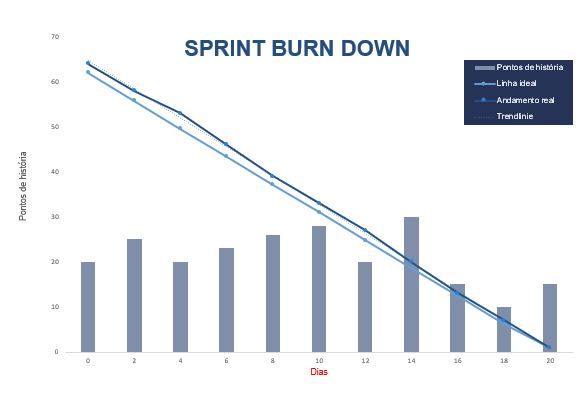 SPRINT BURN DOWN
Pontos de história
Linha ideal
Andamento real
Trendlinie
Pontos de história
70
60
50
40
30
20
10
0
0 2 4 6 8 10 12 14 16 18 20
Dias